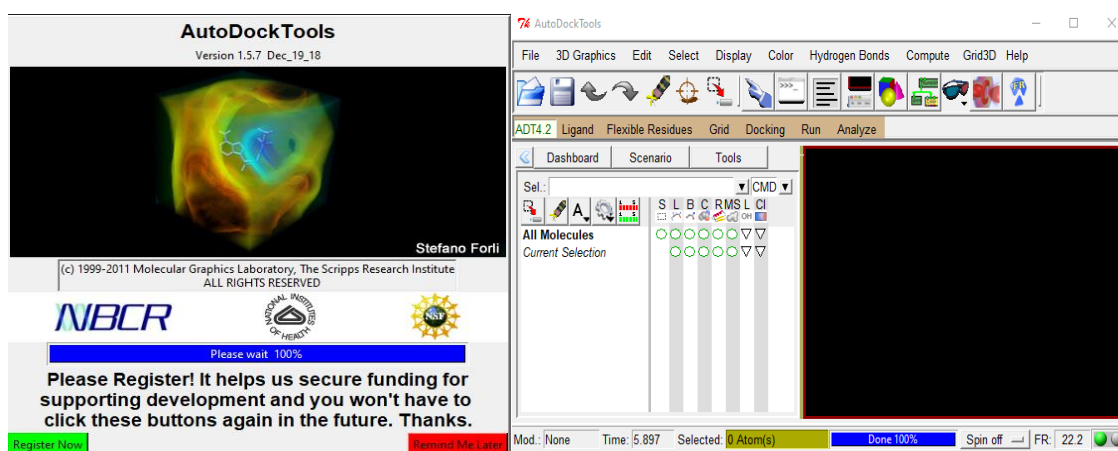 AutoDockTools
Version 1.5.7 Dec_19_18
Stefano Forli
(c) 1999-2011 Molecular Graphics Laboratory, The Scripps Research Institute
ALL RIGHTS RESERVED
NBCR
NATIONAL INSTITUTES OF HEALTH
NSF
Please wait 100%
Please Register! It helps us secure funding for
supporting development and you won't have to
click these buttons again in the future. Thanks.
Register Now
Remind Me Later
AutoDockTools
File 3D Graphics Edit Select Display Color Hydrogen Bonds Compute Grid3D Help
ADT4.2 Ligand Flexible Residues Grid Docking Run Analyze
Dashboard Scenario Tools
Sel.: CMD
S L B C R MS L Cl
All Molecules
Current Selection
Mod.: None Time: 5.897 Selected: 0 Atom(s) Done 100% Spin off FR: 22.2